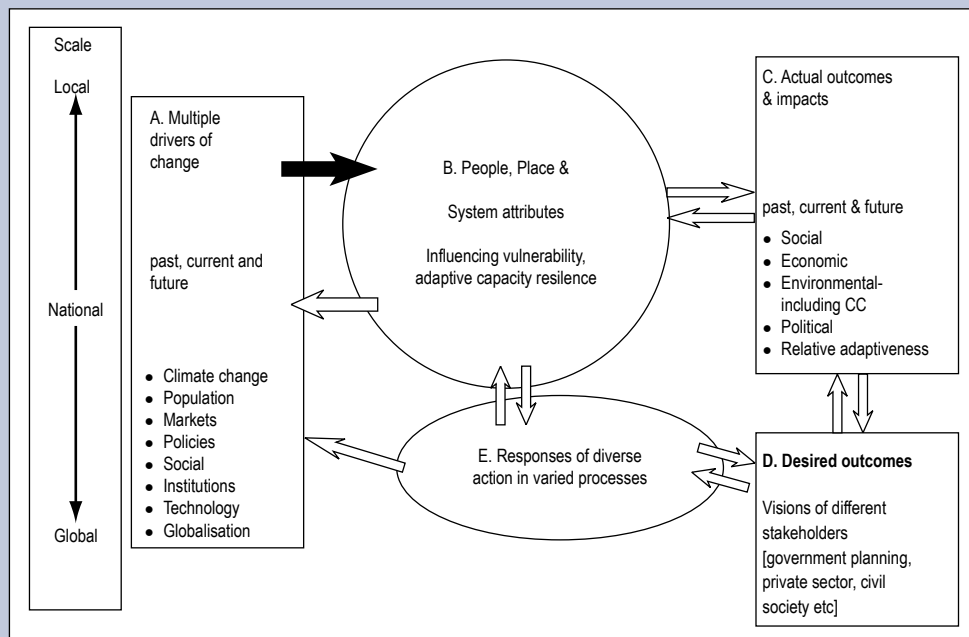 Scale
Local
National
Global
A. Multiple
drivers of
change
past, current and
future
● Climate change
● Population
● Markets
● Policies
● Social
● Institutions
● Technology
● Globalisation
B. People, Place &
System attributes
Influencing vulnerability,
adaptive capacity resilence
C. Actual outcomes
& impacts
past, current & future
● Social
● Economic
● Environmental-
including CC
● Political
● Relative adaptiveness
D. Desired outcomes
Visions of different
stakeholders
[government planning,
private sector, civil
society etc]
E. Responses of diverse
action in varied processes